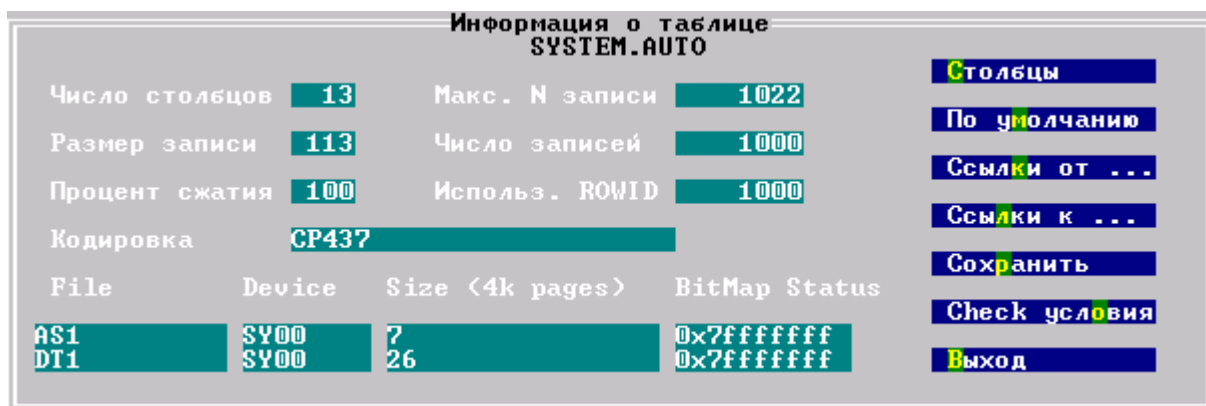 Информация о таблице
SYSTEM.AUTO
Столбцы
Число столбцов 13 Макс. N записи 1022
По умолчанию
Размер записи 113 Число записей 1000
Ссылки от ...
Процент сжатия 100 Использ. ROWID 1000
Ссылки к ...
Кодировка CP437
Сохранить
File Device Size (4k pages) BitMap Status
Check условия
AS1 SY00 7 0x7fffffff
DT1 SY00 26 0x7fffffff
Выход